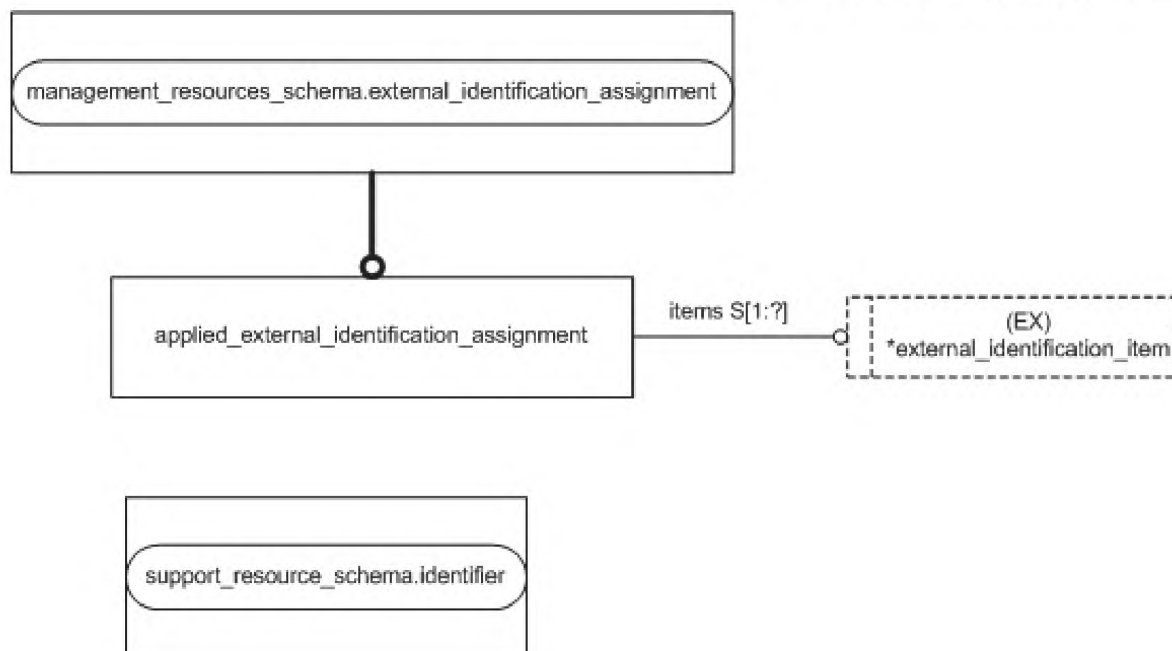 management_resources_schema.external_identification_assignment
applied_external_identification_assignment
items S[1:?]
(EX)
*external_identification_item
support_resource_schema.identifier